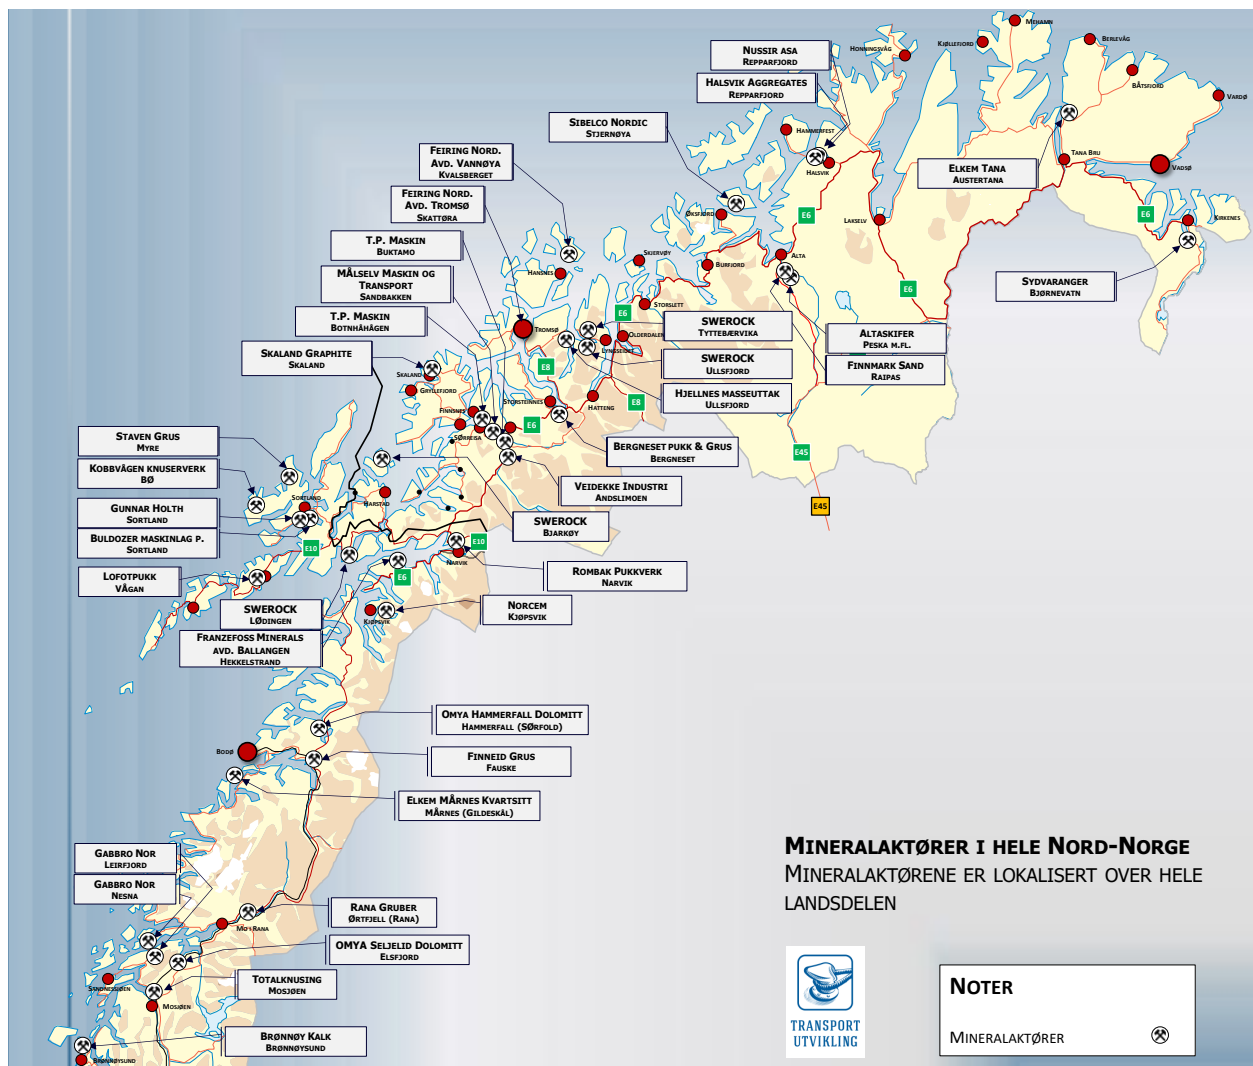 Mehamn
Berlevåg
Kjøllefjord
Honningsvåg
Båtsfjord
Vardø
Nussir asa
Repparfjord
Halsvik Aggregates
Repparfjord
Sibelco Nordic
Stjernøya
Hammerfest
Halsvik
Tana Bru
Elkem Tana
Austertana
Vadsø
Feiring Nord.
Avd. Vannøya
Kvalsberget
Feiring Nord.
Avd. Tromsø
Skattøra
Øksfjord
E6
Lakselv
E6
Kirkenes
T.P. Maskin
Buktamo
Målselv Maskin og
Transport
Sandbakken
T.P. Maskin
Botnhåhågen
Hansnes
Skjervøy
Burfjord
Alta
Storslett
E6
E6
Sydvaranger
Bjørnevatn
Tromsø
Swerock
Tyttebærvika
Olderdalen
Lyngseidet
Altaskifer
Peska m.fl.
Skaland Graphite
Skaland
Swerock
Ullsfjord
Finnmark Sand
Raipas
Skaland
Gryllefjord
E8
Hjellnes masseuttak
Ullsfjord
Finnsnes
Storsteinnes
Hatteng
E8
Sørreisa
E6
Staven Grus
Myre
Kobbvågen knuserverk
Bø
Bergneset pukk & Grus
Bergneset
E45
Veidekke Industri
Andslimoen
E45
Sortland
Harstad
Gunnar Holth
Sortland
Buldozer maskinlag p.
Sortland
Swerock
Bjarkøy
E10
E10
Narvik
Lofotpukk
Vågan
E6
Rombak Pukkverk
Narvik
Swerock
Lødingen
Kjøpsvik
Norcem
Kjøpsvik
Franzefoss Minerals
avd. Ballangen
Hekkelstrand
Omya Hammerfall Dolomitt
Hammerfall (Sørfold)
Bodø
Finneid Grus
Fauske
Elkem Mårnes Kvartsitt
Mårnes (Gildeskål)
Gabbro Nor
Leirfjord
Gabbro Nor
Nesna
Rana Gruber
Ørtfjell (Rana)
Mo i Rana
OMYA Seljelid Dolomitt
Elsfjord
Sandnessjøen
Totalknusing
Mosjøen
Mosjøen
Brønnøy Kalk
Brønnøysund
Brønnøysund
Mineralaktører i hele Nord-Norge
Mineralaktørene er lokalisert over hele
landsdelen
TRANSPORT
UTVIKLING
Noter
Mineralaktører